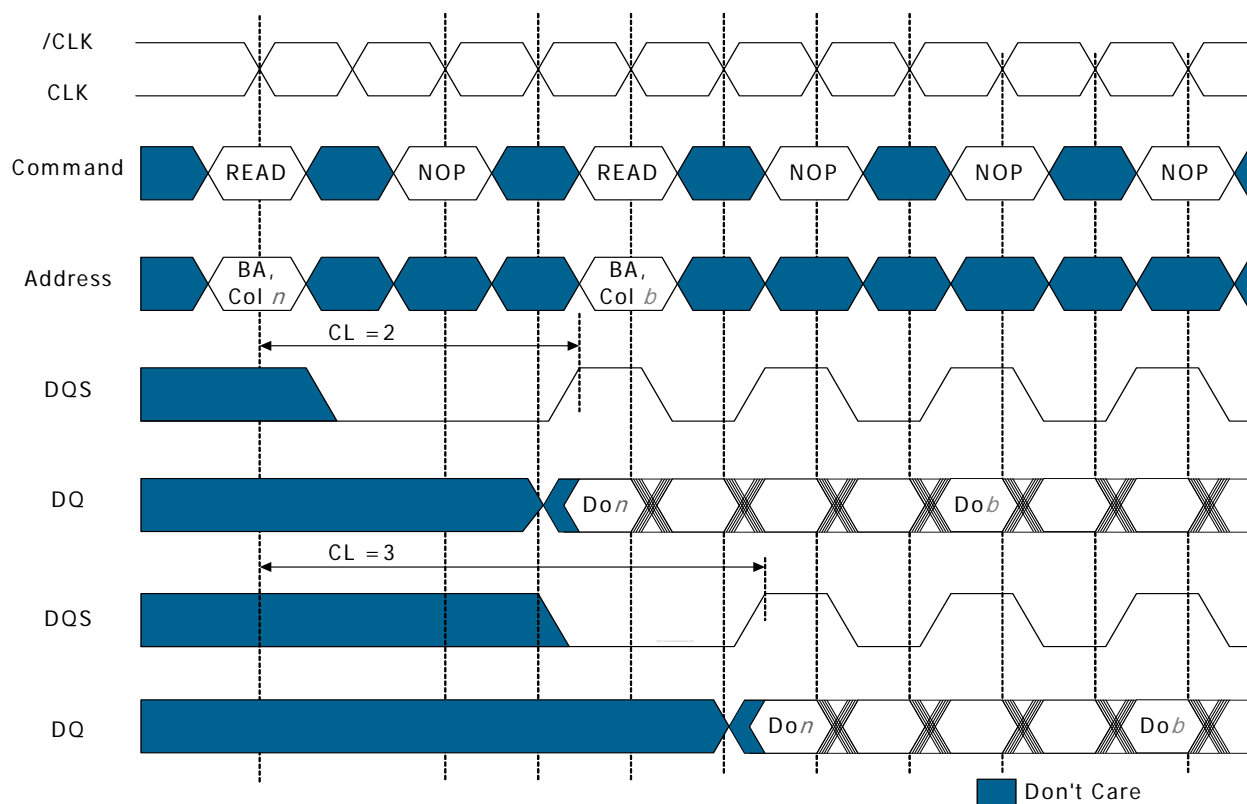 /CLK
CLK
Command READ NOP READ NOP NOP NOP
Address BA, Col n BA, Col b
CL = 2
DQS
DQ Do n Do b
CL = 3
DQS
DQ Do n Do b
Don't Care